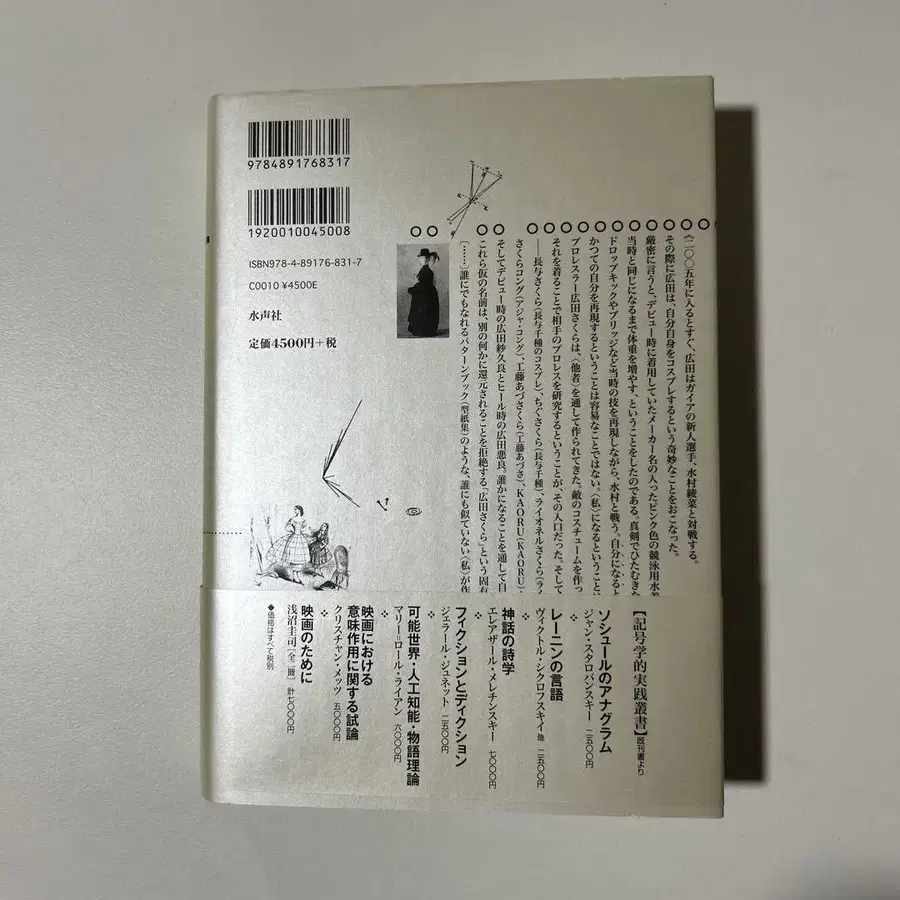 9784891768317
1920010045008
ISBN978-4-89176-831-7
C0010 ¥4500E
水声社
定価4500円+税
《二〇〇五年に入るとすぐ、広田はガイアの新人選手、水村綾菜と対戦する。
その際に広田は、自分自身をコスプレするという奇妙なことをおこなった。
厳密に言うと、デビュー時に着用していたメーカー名の入ったピンク色の競泳用水着
当時と同じになるまで体重を増やす、ということをしたのである。真剣でひたむきな
ドロップキックやブリッジなど当時の技を再現しながら、水村と戦う。自分になると
かつての自分を再現するということは容易なことではない。〈私〉になるということ
プロレスラー広田さくらは、〈他者〉を通して作られてきた。敵のコスチュームを作っ
それを着ることで相手のプロレスを研究するということが、その入口だった。そして
――長与さくら(長与千種のコスプレ)、ちぐさくら(長与千種)、ライオネルさくら(ライ
さくらコング(アジャ・コング)、工藤あづさくら(工藤あづさ)、KAORU(KAORU)
そしてデビュー時の広田紗久良とヒール時の広田悪良。誰かになることを通して自
これら仮の名前は、別の何かに還元されることを拒絶する「広田さくら」という固有
〔……〕誰にでもなれるパターンブック(型紙集)のような、誰にも似ていない〈私〉が作
【記号学的実践叢書】既刊書より
ソシュールのアナグラム
ジャン・スタロバンスキー 二五〇〇円
レーニンの言語
ヴィクトル・シクロフスキイ 他 二五〇〇円
神話の詩学
エレアザール・メレチンスキー 七〇〇〇円
フィクションとディクション
ジェラール・ジュネット 二五〇〇円
可能世界・人工知能・物語理論
マリー=ロール・ライアン 六〇〇〇円
映画における
意味作用に関する試論
クリスチャン・メッツ 五〇〇〇円
映画のために
浅沼圭司[全二冊] 計七〇〇〇円
◆価格はすべて税別